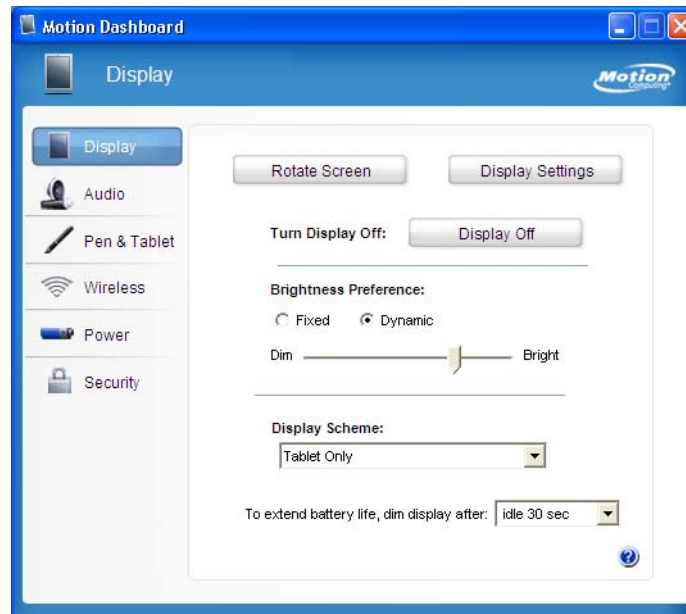 Motion Dashboard
Display
Motion
Computing
Display
Audio
Pen & Tablet
Wireless
Power
Security
Rotate Screen
Display Settings
Turn Display Off:
Display Off
Brightness Preference:
Fixed
Dynamic
Dim
Bright
Display Scheme:
Tablet Only
To extend battery life, dim display after:
idle 30 sec
?